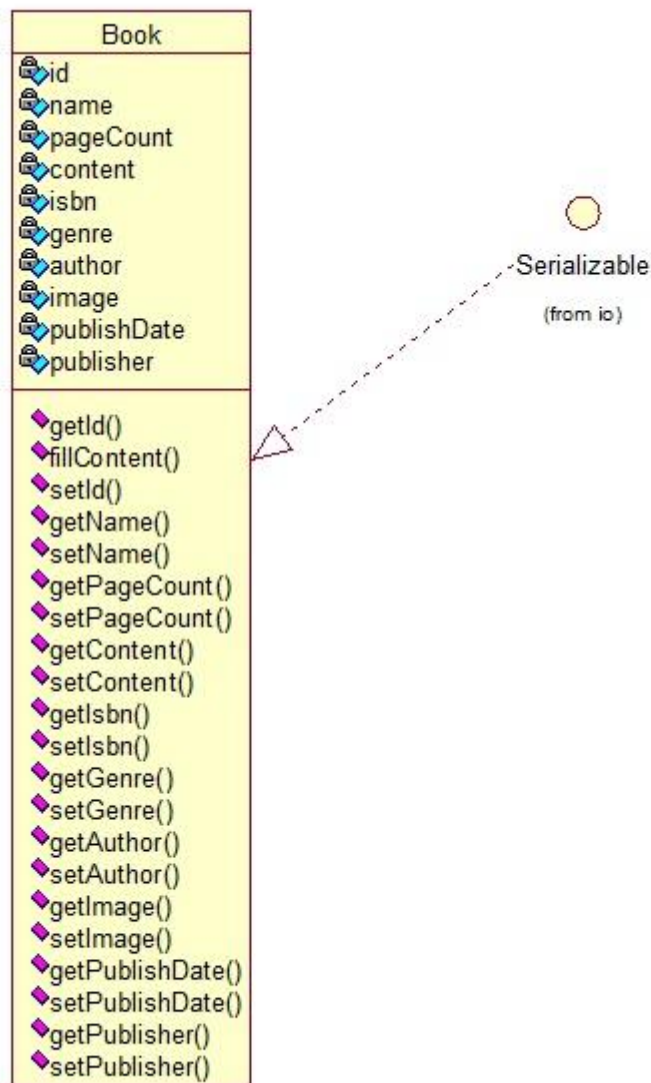 Book
id
name
pageCount
content
isbn
genre
author
image
publishDate
publisher
getId()
fillContent()
setId()
getName()
setName()
getPageCount()
setPageCount()
getContent()
setContent()
getIsbn()
setIsbn()
getGenre()
setGenre()
getAuthor()
setAuthor()
getImage()
setImage()
getPublishDate()
setPublishDate()
getPublisher()
setPublisher()
Serializable
(from io)